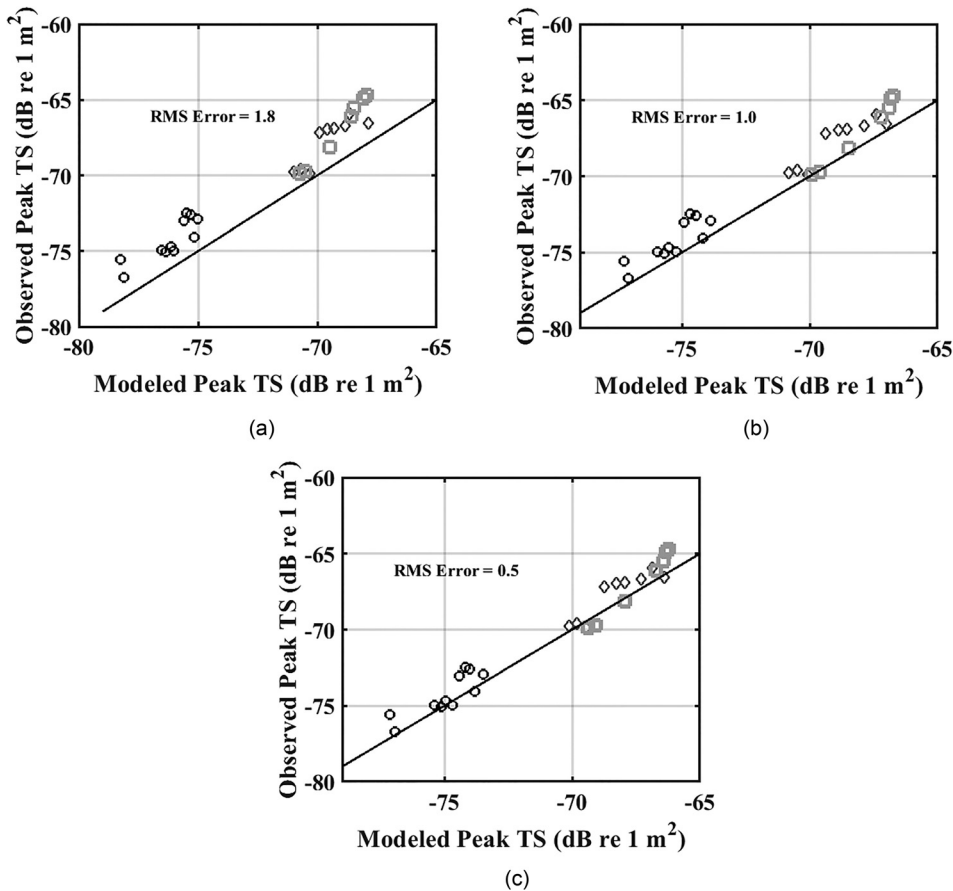 -60
-65
-70
-75
-80
Observed Peak TS (dB re 1 m²)
RMS Error = 1.8
-80 -75 -70 -65
Modeled Peak TS (dB re 1 m²)
(a)
-60
-65
-70
-75
-80
Observed Peak TS (dB re 1 m²)
RMS Error = 1.0
-75 -70 -65
Modeled Peak TS (dB re 1 m²)
(b)
-60
-65
-70
-75
-80
Observed Peak TS (dB re 1 m²)
RMS Error = 0.5
-75 -70 -65
Modeled Peak TS (dB re 1 m²)
(c)